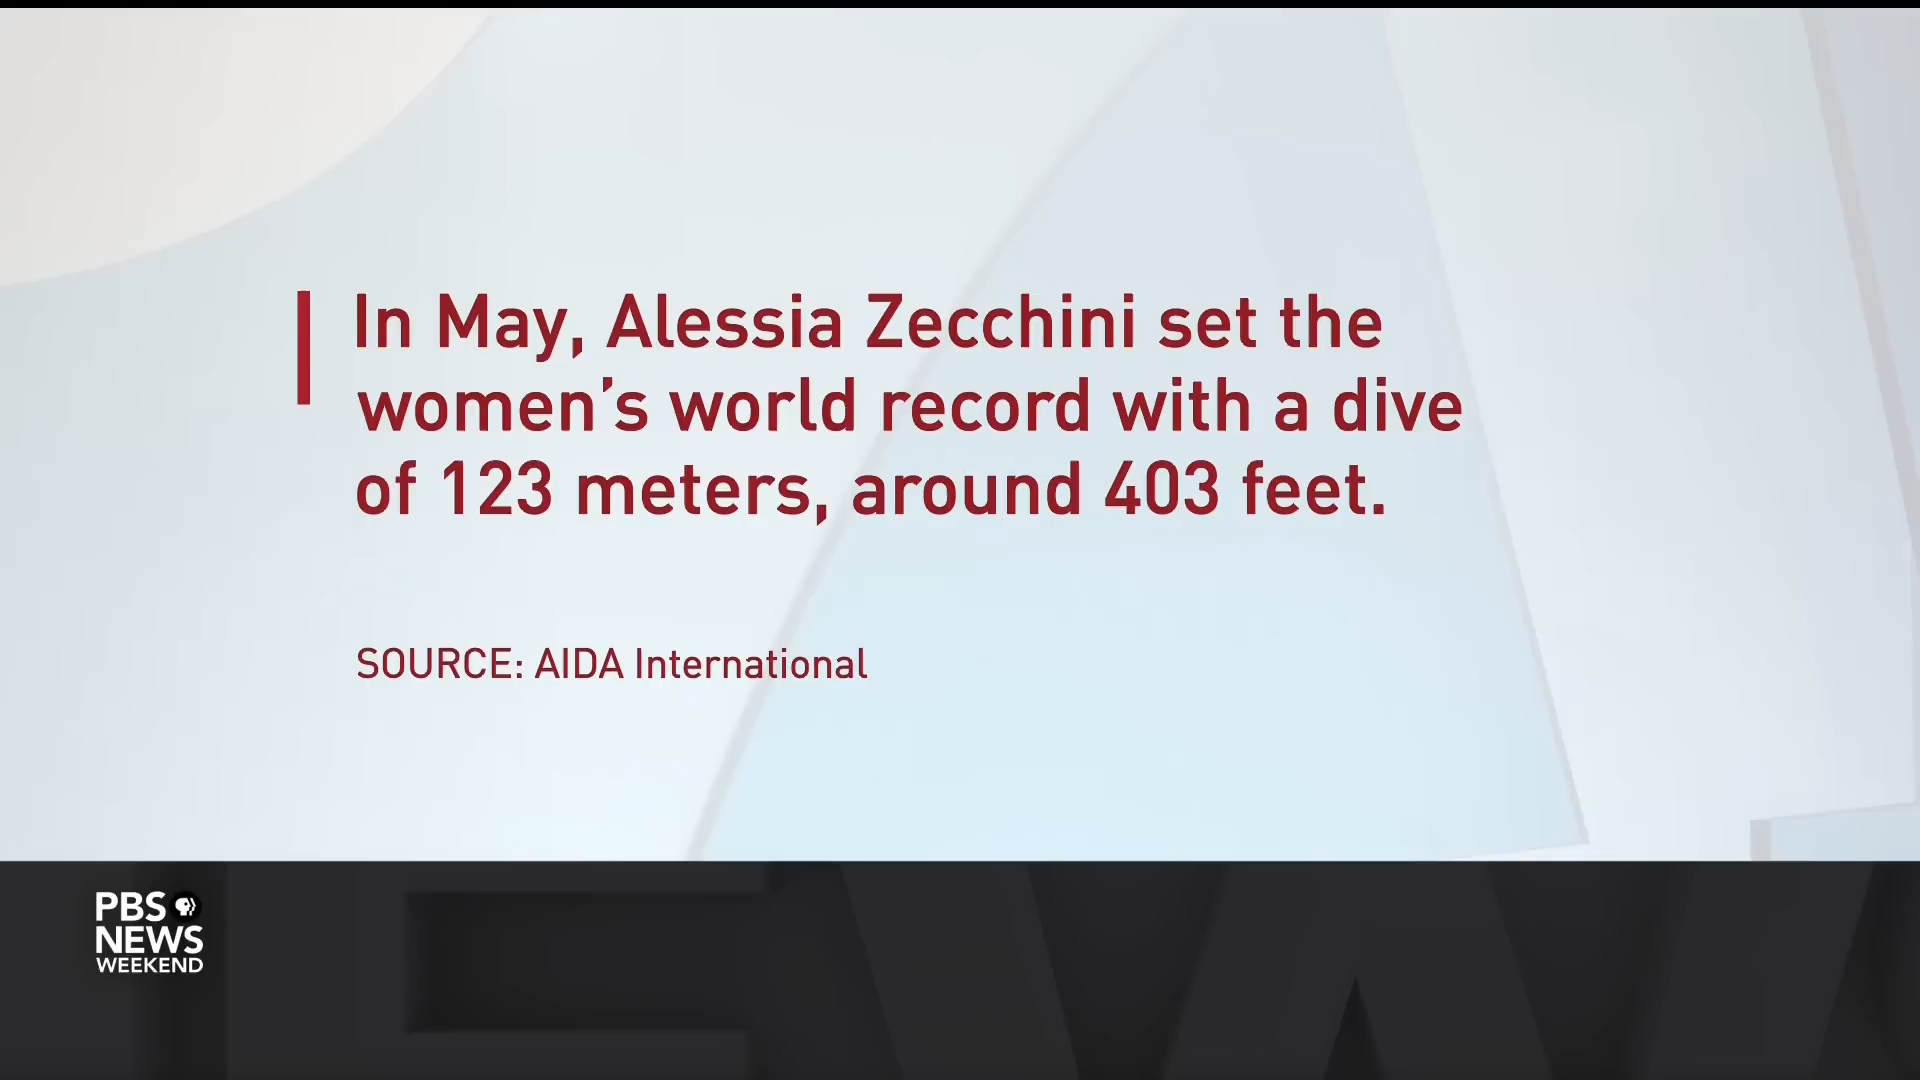 In May, Alessia Zecchini set the
women’s world record with a dive
of 123 meters, around 403 feet.
SOURCE: AIDA International
PBS
NEWS
WEEKEND